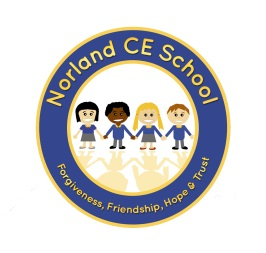 Norland CE School
Forgiveness, Friendship, Hope & Trust